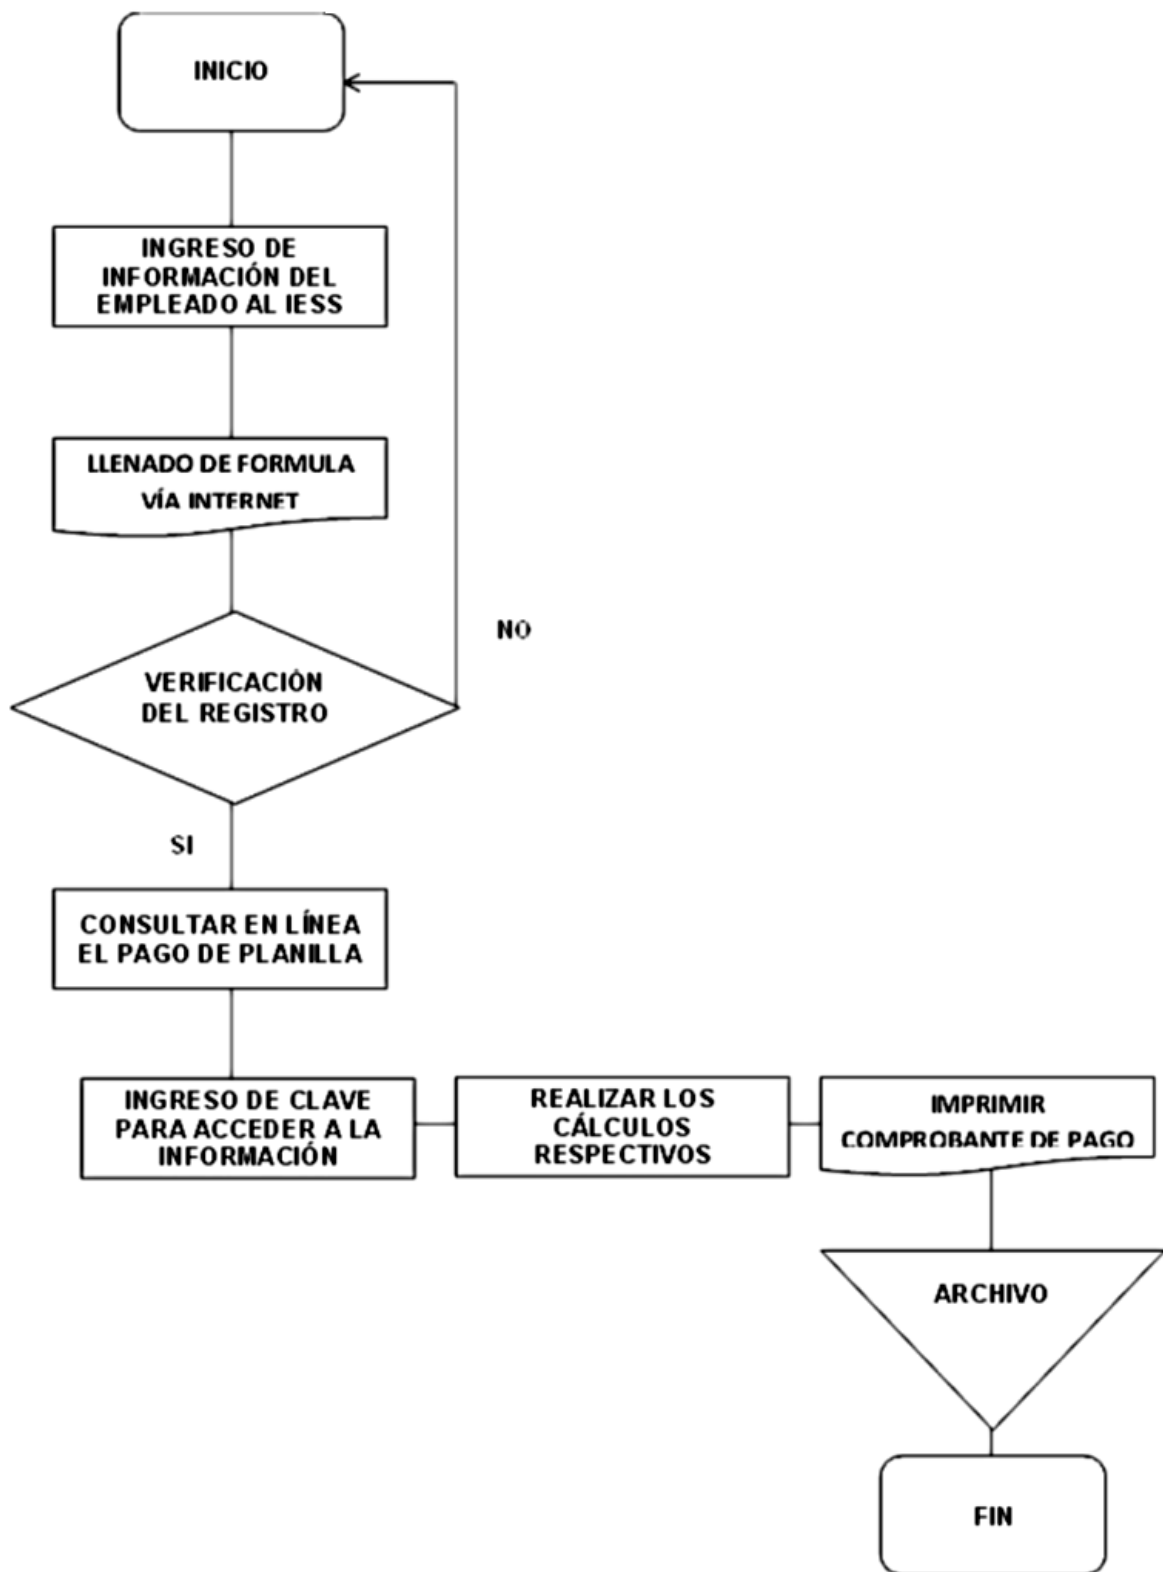 INICIO
INGRESO DE
INFORMACIÓN DEL
EMPLEADO AL IESS
LLENADO DE FORMULA
VÍA INTERNET
NO
VERIFICACIÓN
DEL REGISTRO
SI
CONSULTAR EN LÍNEA
EL PAGO DE PLANILLA
INGRESO DE CLAVE
PARA ACCEDER A LA
INFORMACIÓN
REALIZAR LOS
CÁLCULOS
RESPECTIVOS
IMPRIMIR
COMPROBANTE DE PAGO
ARCHIVO
FIN